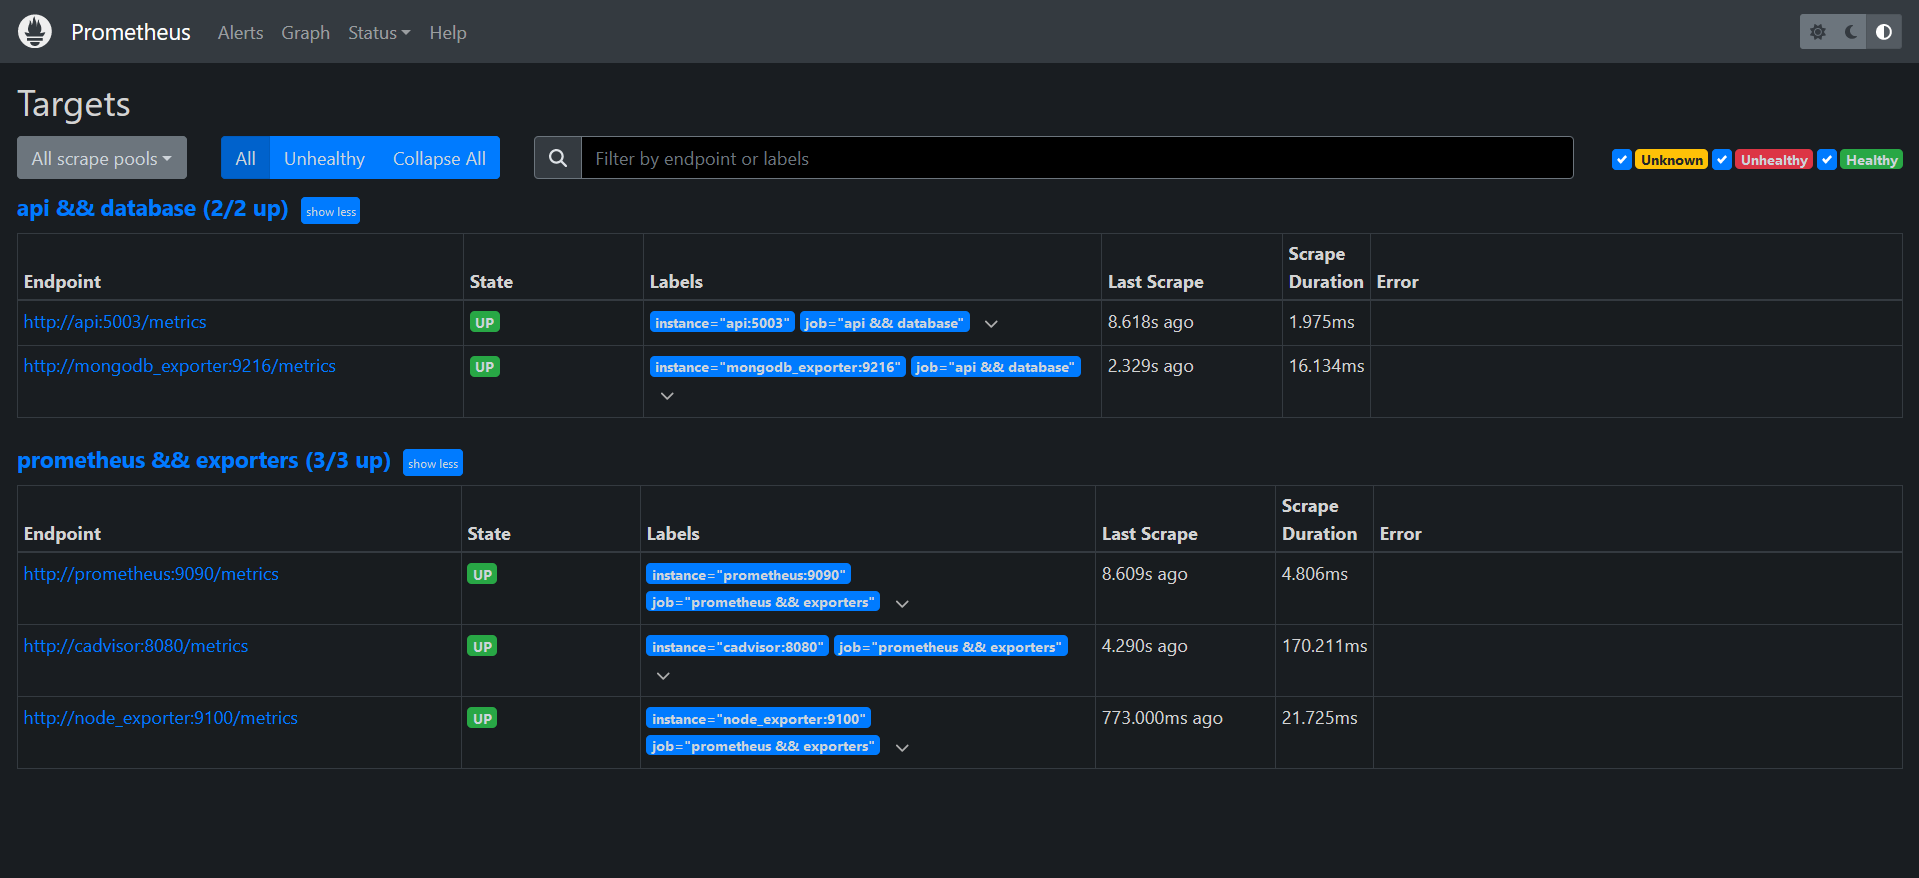 Prometheus Alerts Graph Status Help
Targets
All scrape pools All Unhealthy Collapse All Filter by endpoint or labels Unknown Unhealthy Healthy
api && database (2/2 up) show less
Endpoint State Labels Last Scrape Scrape Duration Error
http://api:5003/metrics UP instance="api:5003" job="api && database" 8.618s ago 1.975ms
http://mongodb_exporter:9216/metrics UP instance="mongodb_exporter:9216" job="api && database" 2.329s ago 16.134ms
prometheus && exporters (3/3 up) show less
Endpoint State Labels Last Scrape Scrape Duration Error
http://prometheus:9090/metrics UP instance="prometheus:9090" 8.609s ago 4.806ms
job="prometheus && exporters"
http://cadvisor:8080/metrics UP instance="cadvisor:8080" job="prometheus && exporters" 4.290s ago 170.211ms
http://node_exporter:9100/metrics UP instance="node_exporter:9100" 773.000ms ago 21.725ms
job="prometheus && exporters"